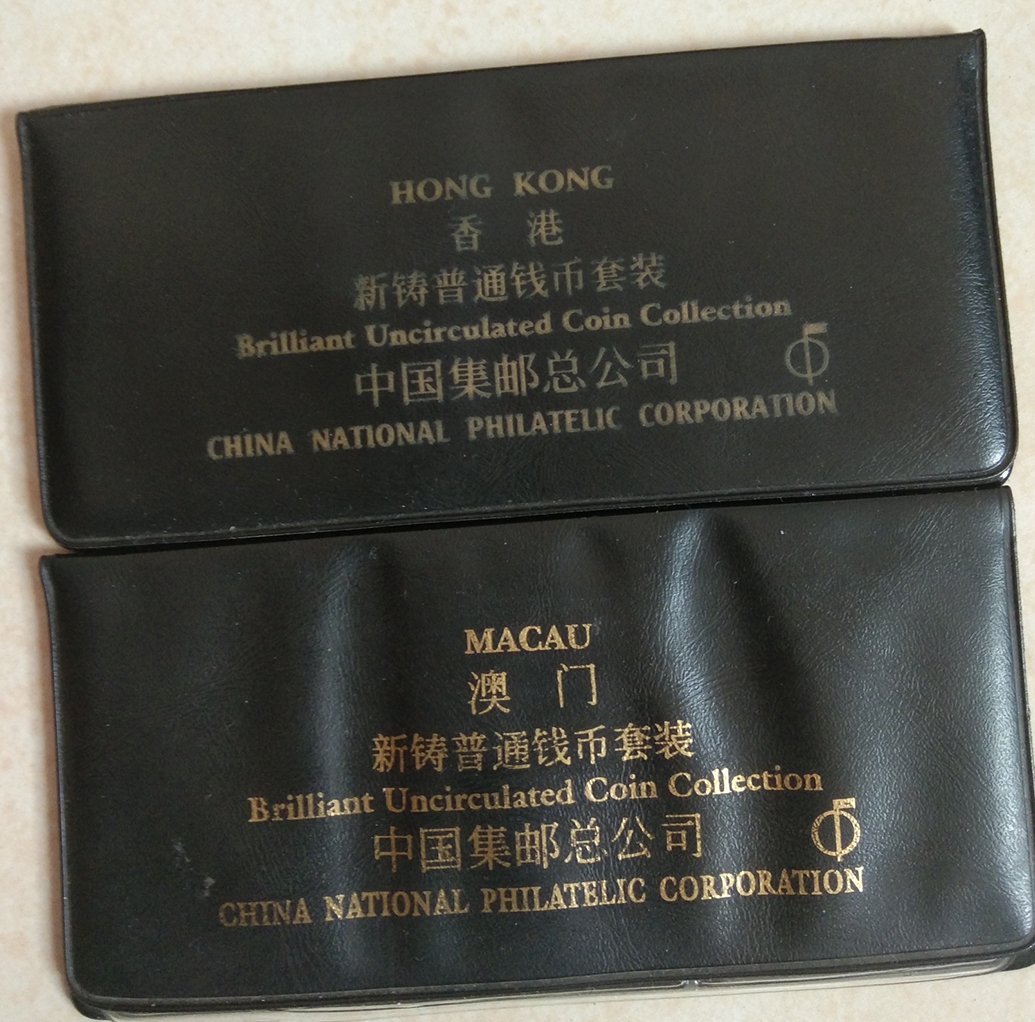 HONG KONG
香 港
新铸普通钱币套装
Brilliant Uncirculated Coin Collection
中国集邮总公司
CHINA NATIONAL PHILATELIC CORPORATION
MACAU
澳 门
新铸普通钱币套装
Brilliant Uncirculated Coin Collection
中国集邮总公司
CHINA NATIONAL PHILATELIC CORPORATION